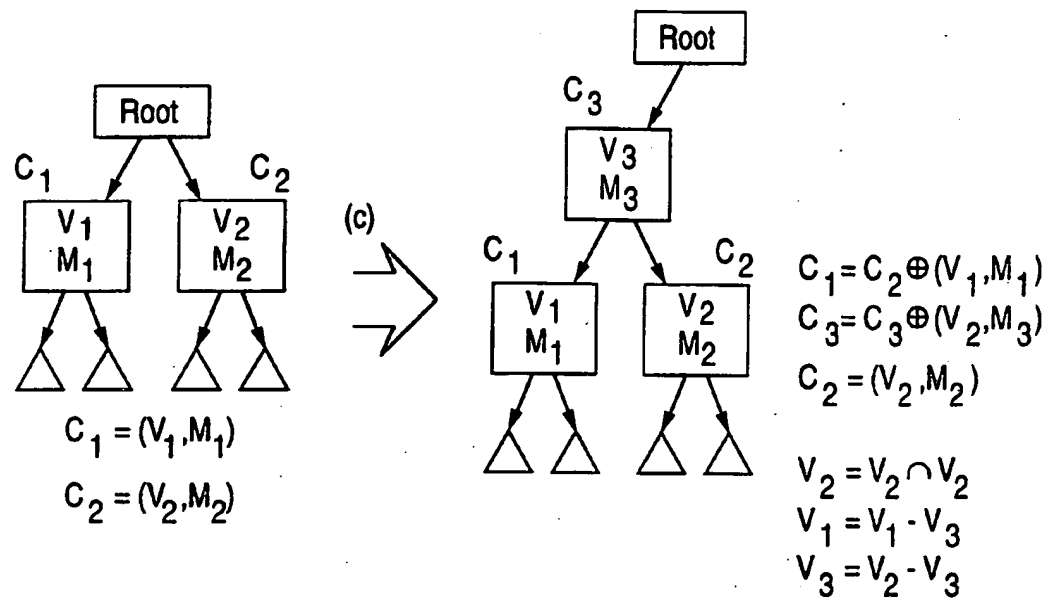 Root
C₁ C₂
V₁ V₂
M₁ M₂
C₁ = (V₁,M₁)
C₂ = (V₂,M₂)
(c)
Root
C₃
V₃
M₃
C₁ C₂
V₁ V₂
M₁ M₂
C₁ = C₂ ⊕ (V₁,M₁)
C₃ = C₃ ⊕ (V₂,M₃)
C₂ = (V₂,M₂)
V₂ = V₂ ∩ V₂
V₁ = V₁ - V₃
V₃ = V₂ - V₃